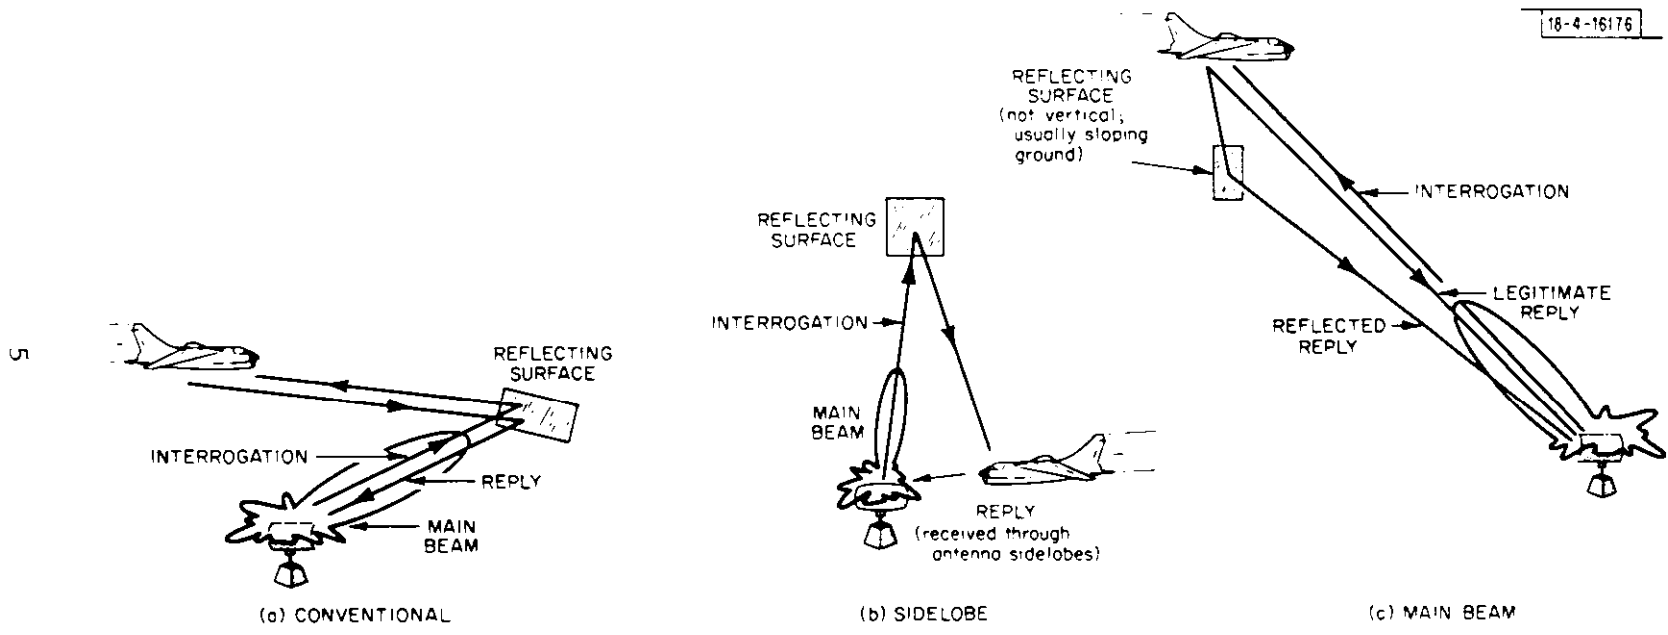 18-4-16176
5
REFLECTING
SURFACE
INTERROGATION
REPLY
MAIN
BEAM
(a) CONVENTIONAL
REFLECTING
SURFACE
INTERROGATION
MAIN
BEAM
REPLY
(received through
antenna sidelobes)
(b) SIDELOBE
REFLECTING
SURFACE
(not vertical;
usually sloping
ground)
INTERROGATION
LEGITIMATE
REPLY
REFLECTED
REPLY
(c) MAIN BEAM